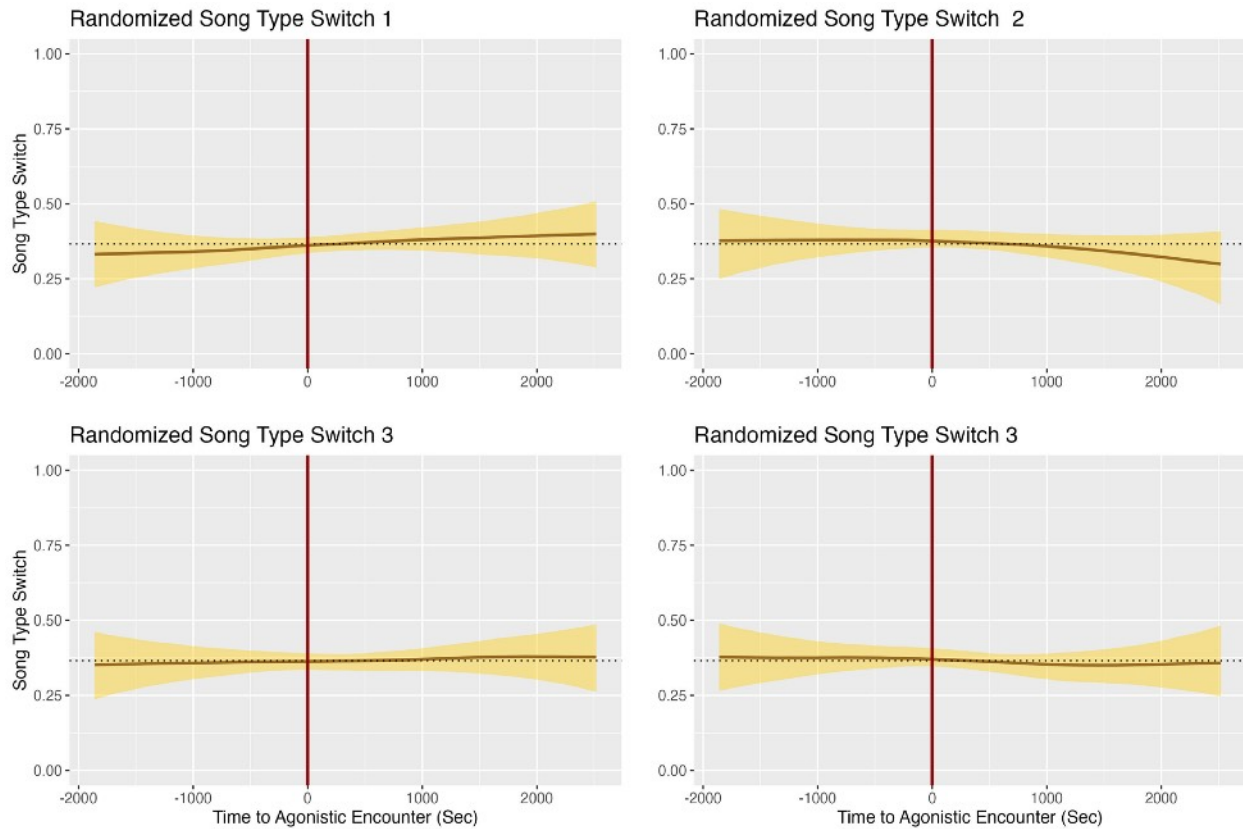 Randomized Song Type Switch 1
Randomized Song Type Switch  2
Song Type Switch
1.00
0.75
0.50
0.25
0.00
-2000 -1000 0 1000 2000
1.00
0.75
0.50
0.25
0.00
-2000 -1000 0 1000 2000
Randomized Song Type Switch 3
Randomized Song Type Switch 3
Song Type Switch
1.00
0.75
0.50
0.25
0.00
-2000 -1000 0 1000 2000
Time to Agonistic Encounter (Sec)
1.00
0.75
0.50
0.25
0.00
-2000 -1000 0 1000 2000
Time to Agonistic Encounter (Sec)